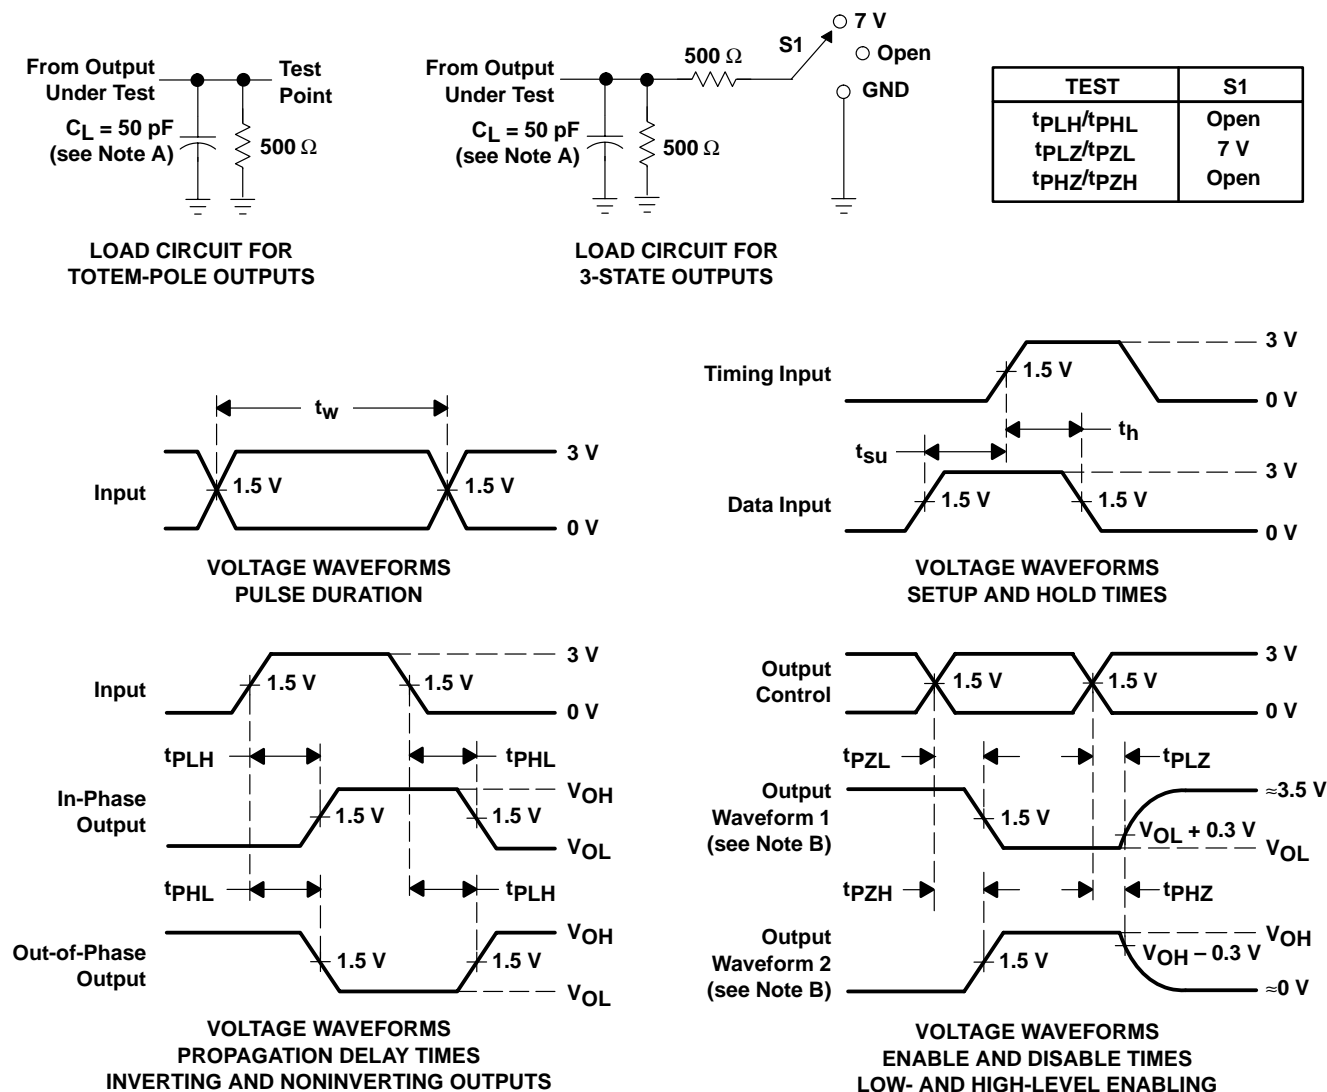 From Output
Under Test
Test
Point
CL = 50 pF
(see Note A)
500 Ω
LOAD CIRCUIT FOR
TOTEM-POLE OUTPUTS
From Output
Under Test
CL = 50 pF
(see Note A)
500 Ω
500 Ω
S1
7 V
Open
GND
LOAD CIRCUIT FOR
3-STATE OUTPUTS
TEST S1
tPLH/tPHL Open
tPLZ/tPZL 7 V
tPHZ/tPZH Open
tw
Input
1.5 V
1.5 V
3 V
0 V
VOLTAGE WAVEFORMS
PULSE DURATION
Timing Input
1.5 V
3 V
0 V
tsu
th
Data Input
1.5 V
1.5 V
3 V
0 V
VOLTAGE WAVEFORMS
SETUP AND HOLD TIMES
Input
1.5 V
1.5 V
3 V
0 V
tPLH
tPHL
In-Phase
Output
1.5 V
1.5 V
VOH
VOL
tPHL
tPLH
Out-of-Phase
Output
1.5 V
1.5 V
VOH
VOL
VOLTAGE WAVEFORMS
PROPAGATION DELAY TIMES
INVERTING AND NONINVERTING OUTPUTS
Output
Control
1.5 V
1.5 V
3 V
0 V
tPZL
tPLZ
Output
Waveform 1
(see Note B)
1.5 V
VOL + 0.3 V
≈3.5 V
VOL
tPZH
tPHZ
Output
Waveform 2
(see Note B)
1.5 V
VOH – 0.3 V
VOH
≈0 V
VOLTAGE WAVEFORMS
ENABLE AND DISABLE TIMES
LOW- AND HIGH-LEVEL ENABLING